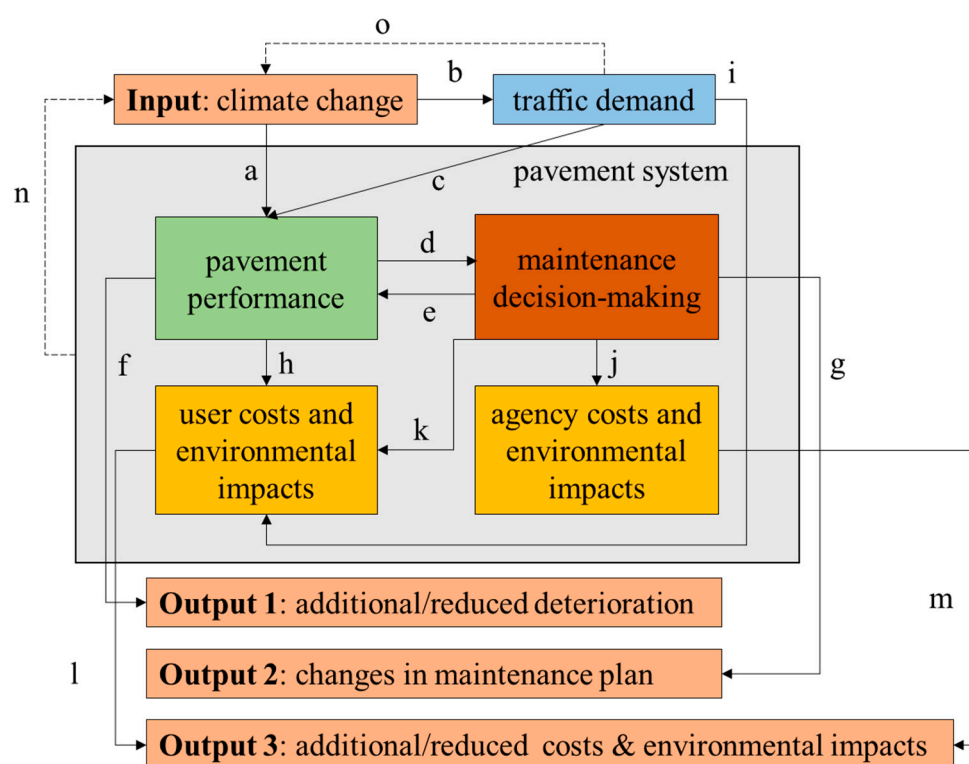 o
b
i
Input: climate change
traffic demand
a
c
pavement system
n
pavement
performance
d
e
maintenance
decision-making
f
h
j
g
user costs and
environmental
impacts
k
agency costs and
environmental
impacts
Output 1: additional/reduced deterioration
m
l
Output 2: changes in maintenance plan
Output 3: additional/reduced costs & environmental impacts